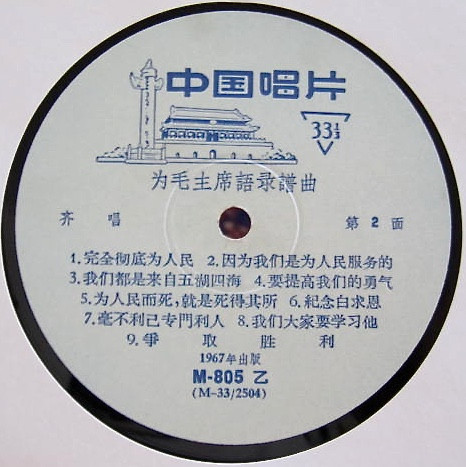 中国唱片
33⅓
为毛主席語录譜曲
齐 唱 第 2 面
1.完全彻底为人民 2.因为我们是为人民服务的
3.我们都是来自五湖四海 4.要提高我们的勇气
5.为人民而死,就是死得其所 6.紀念白求恩
7.毫不利己专門利人 8.我们大家要学习他
9.爭 取 胜 利
1967年出版
M-805 乙
(M-33/2504)